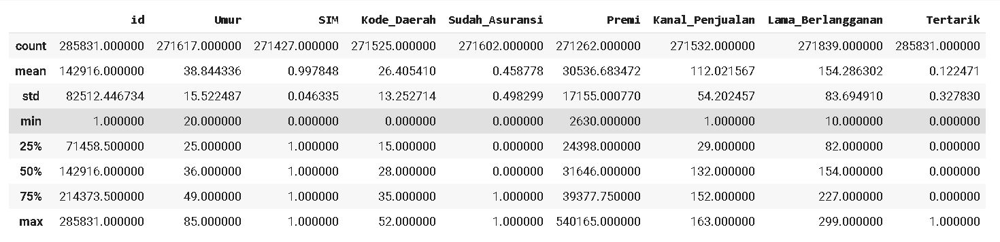 id Umur SIM Kode_Daerah Sudah_Asuransi Premi Kanal_Penjualan Lama_Berlangganan Tertarik
count 285831.000000 271617.000000 271427.000000 271525.000000 271602.000000 271262.000000 271532.000000 271839.000000 285831.000000
mean 142916.000000 38.844336 0.997848 26.405410 0.458778 30536.683472 112.021567 154.286302 0.122471
std 82512.446734 15.522487 0.046335 13.252714 0.498299 17155.000770 54.202457 83.694910 0.327830
min 1.000000 20.000000 0.000000 0.000000 0.000000 2630.000000 1.000000 10.000000 0.000000
25% 71458.500000 25.000000 1.000000 15.000000 0.000000 24398.000000 29.000000 82.000000 0.000000
50% 142916.000000 36.000000 1.000000 28.000000 0.000000 31646.000000 132.000000 154.000000 0.000000
75% 214373.500000 49.000000 1.000000 35.000000 1.000000 39377.750000 152.000000 227.000000 0.000000
max 285831.000000 85.000000 1.000000 52.000000 1.000000 540165.000000 163.000000 299.000000 1.000000